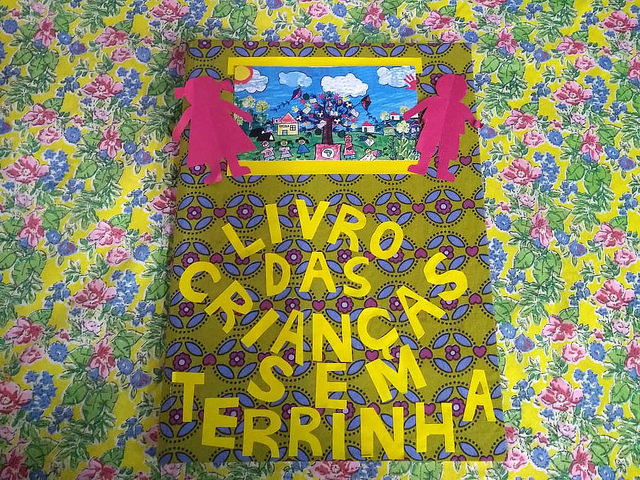 LIVRO
DAS
CRIANÇAS
SEM
TERRINHA